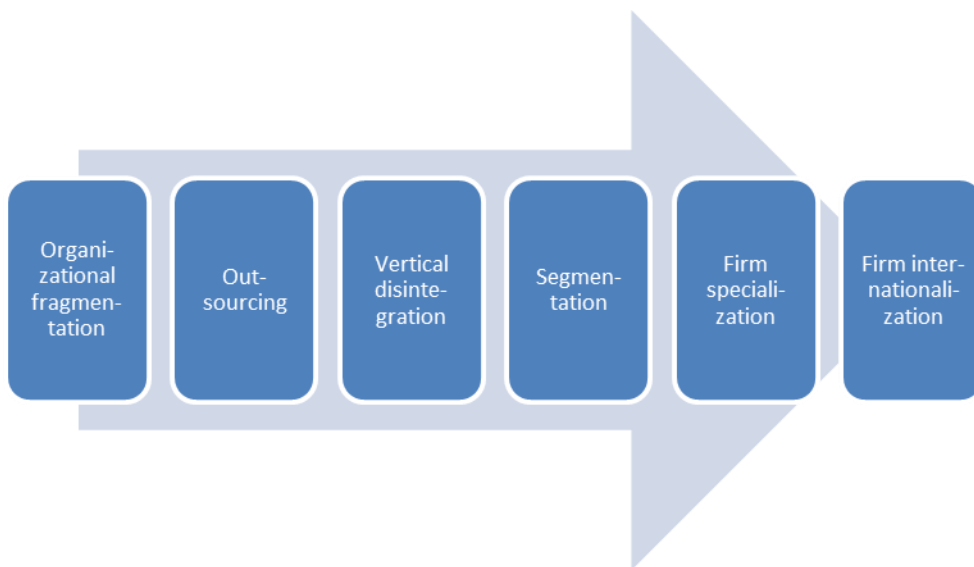 Organi-
zational
fragmen-
tation
Out-
sourcing
Vertical
disinte-
gration
Segmen-
tation
Firm
speciali-
zation
Firm inter-
nationali-
zation